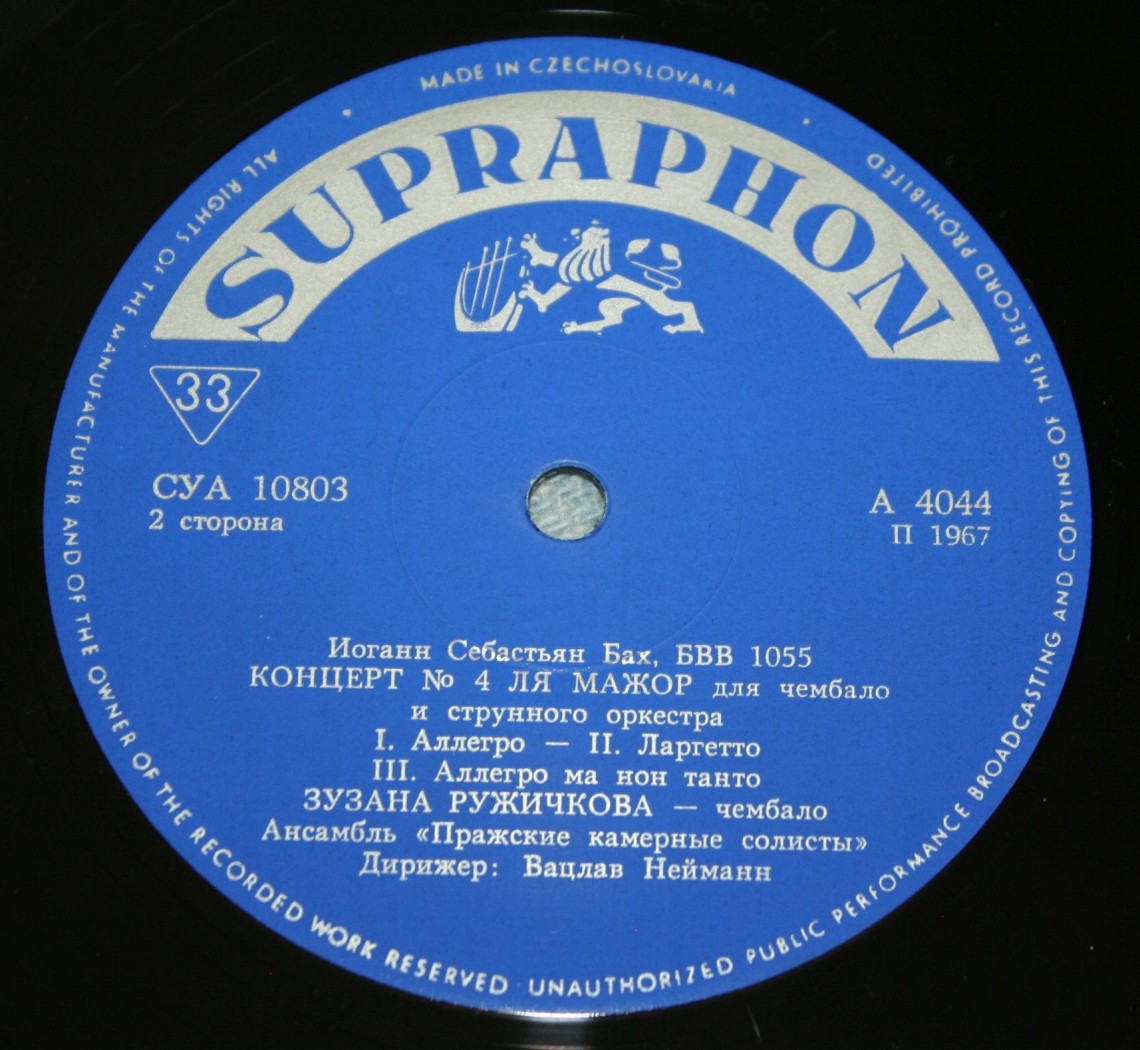 MADE IN CZECHOSLOVAKIA
ALL RIGHTS OF THE MANUFACTURER AND OF THE OWNER OF THE RECORDED WORK RESERVED · UNAUTHORIZED PUBLIC PERFORMANCE BROADCASTING AND COPYING OF THIS RECORD PROHIBITED
SUPRAPHON
33
СУА 10803
2 сторона
А 4044
П 1967
Иоганн Себастьян Бах, БВВ 1055
КОНЦЕРТ № 4 ЛЯ МАЖОР для чембало
и струнного оркестра
I. Аллегро — II. Ларгетто
III. Аллегро ма нон танто
ЗУЗАНА РУЖИЧКОВА — чембало
Ансамбль «Пражские камерные солисты»
Дирижер: Вацлав Нейманн